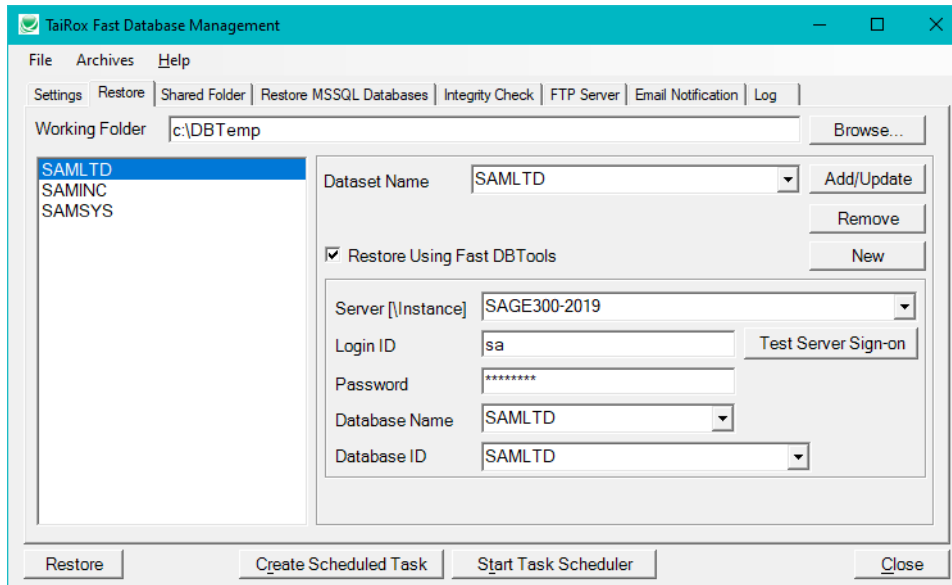 TaiRox Fast Database Management
File Archives Help
Settings Restore Shared Folder Restore MSSQL Databases Integrity Check FTP Server Email Notification Log
Working Folder c:\DBTemp Browse...
SAMLTD
SAMINC
SAMSYS
Dataset Name SAMLTD Add/Update
Remove
Restore Using Fast DBTools New
Server [\Instance] SAGE300-2019
Login ID sa Test Server Sign-on
Password ********
Database Name SAMLTD
Database ID SAMLTD
Restore Create Scheduled Task Start Task Scheduler Close